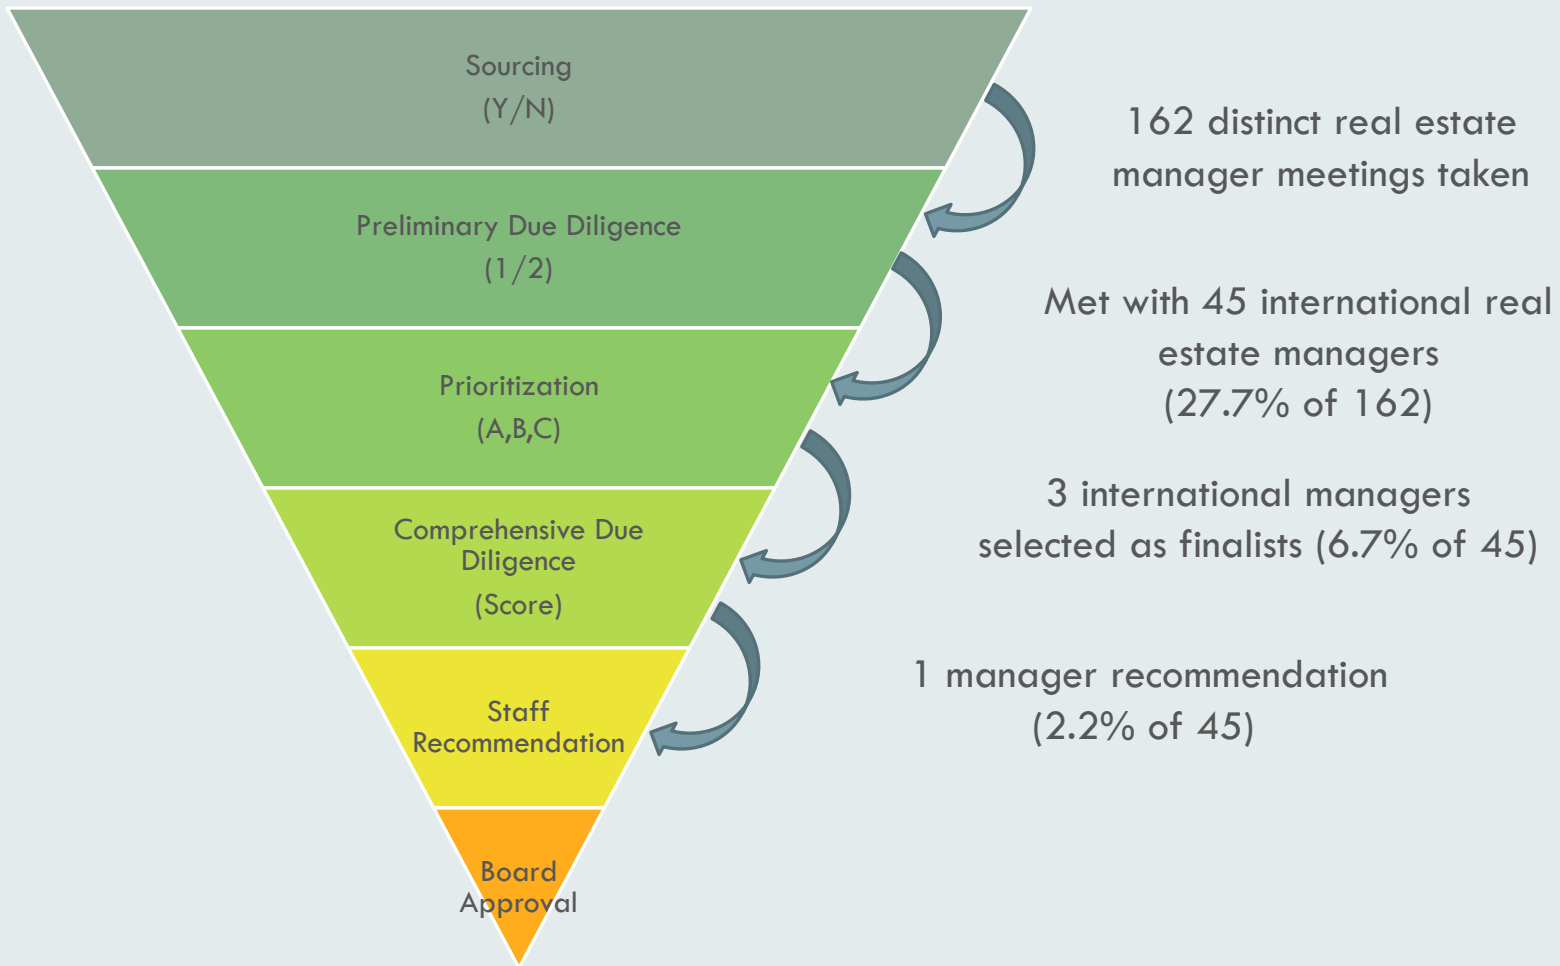 Sourcing
(Y/N)
162 distinct real estate
manager meetings taken
Preliminary Due Diligence
(1/2)
Met with 45 international real
estate managers
(27.7% of 162)
Prioritization
(A,B,C)
3 international managers
selected as finalists (6.7% of 45)
Comprehensive Due
Diligence
(Score)
1 manager recommendation
(2.2% of 45)
Staff
Recommendation
Board
Approval